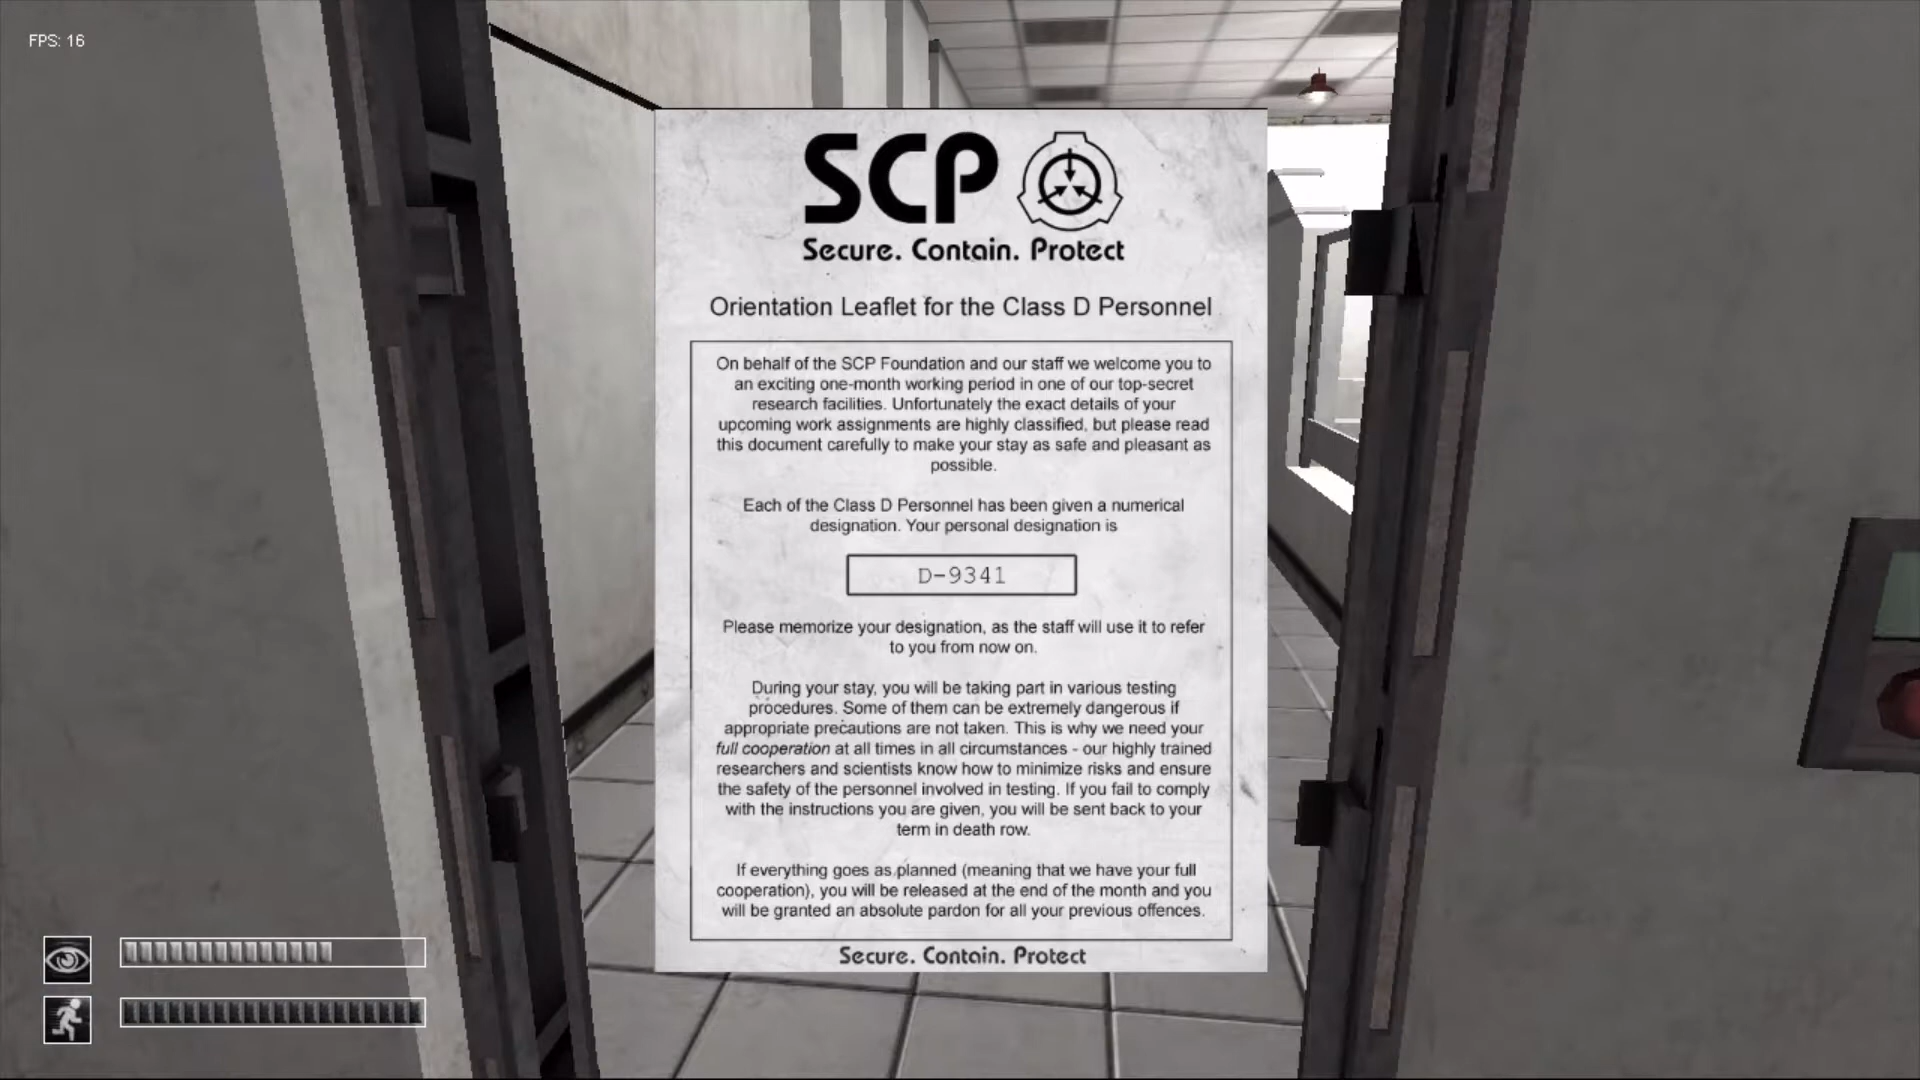 FPS: 16
SCP
Secure. Contain. Protect
Orientation Leaflet for the Class D Personnel
On behalf of the SCP Foundation and our staff we welcome you to
an exciting one-month working period in one of our top-secret
research facilities. Unfortunately the exact details of your
upcoming work assignments are highly classified, but please read
this document carefully to make your stay as safe and pleasant as
possible.
Each of the Class D Personnel has been given a numerical
designation. Your personal designation is
D-9341
Please memorize your designation, as the staff will use it to refer
to you from now on.
During your stay, you will be taking part in various testing
procedures. Some of them can be extremely dangerous if
appropriate precautions are not taken. This is why we need your
full cooperation at all times in all circumstances - our highly trained
researchers and scientists know how to minimize risks and ensure
the safety of the personnel involved in testing. If you fail to comply
with the instructions you are given, you will be sent back to your
term in death row.
If everything goes as planned (meaning that we have your full
cooperation), you will be released at the end of the month and you
will be granted an absolute pardon for all your previous offences.
Secure. Contain. Protect